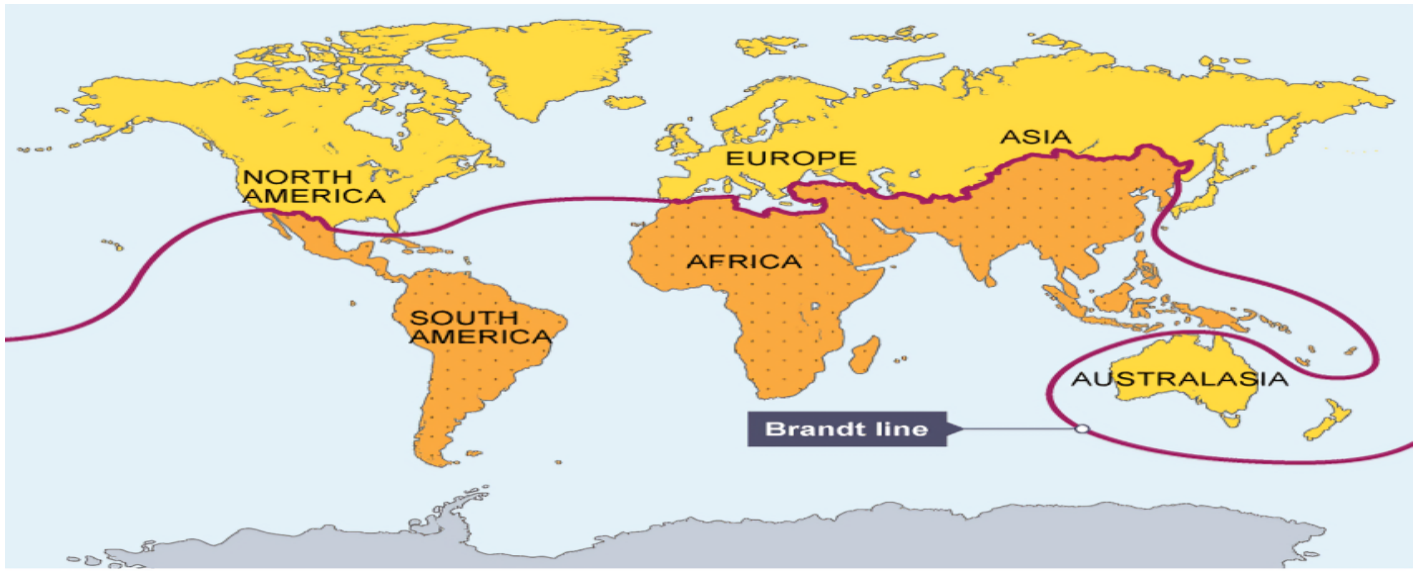 ASIA
EUROPE
NORTH
AMERICA
AFRICA
SOUTH
AMERICA
AUSTRALASIA
Brandt line